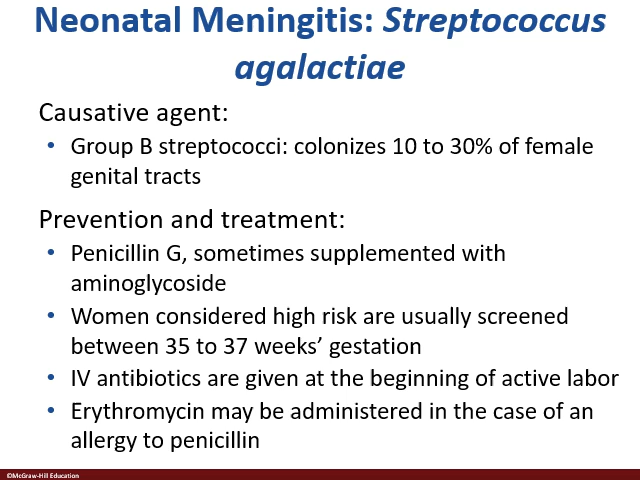 Neonatal Meningitis: Streptococcus
agalactiae
Causative agent:
• Group B streptococci: colonizes 10 to 30% of female
genital tracts
Prevention and treatment:
• Penicillin G, sometimes supplemented with
aminoglycoside
• Women considered high risk are usually screened
between 35 to 37 weeks’ gestation
• IV antibiotics are given at the beginning of active labor
• Erythromycin may be administered in the case of an
allergy to penicillin
©McGraw-Hill Education